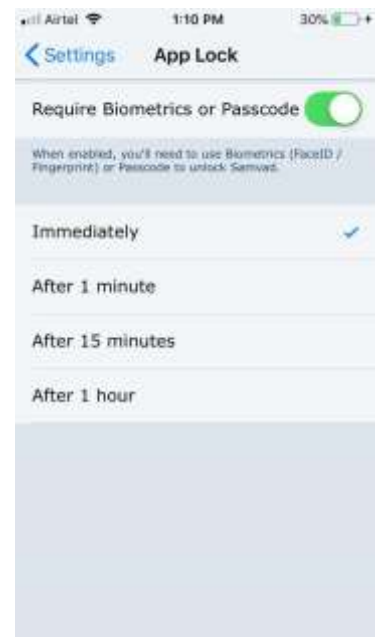 Airtel 1:10 PM 30%
Settings App Lock
Require Biometrics or Passcode
When enabled, you'll need to use Biometrics (FaceID /
Fingerprint) or Passcode to unlock Samvad.
Immediately
After 1 minute
After 15 minutes
After 1 hour